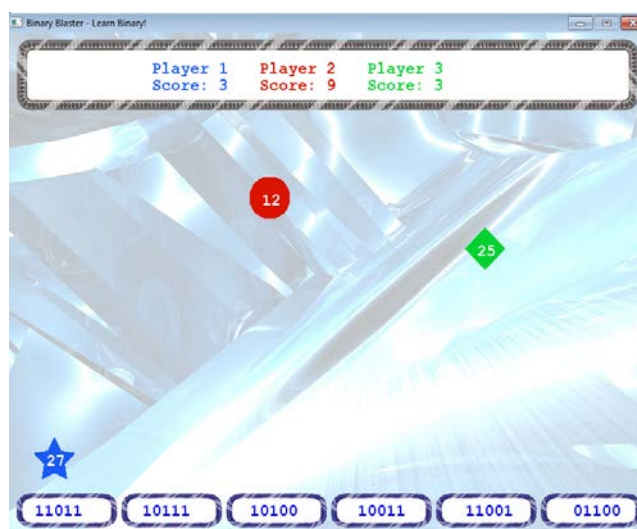 Binary Blaster - Learn Binary!
Player 1 Player 2 Player 3
Score: 3 Score: 9 Score: 3
12
25
27
11011 10111 10100 10011 11001 01100